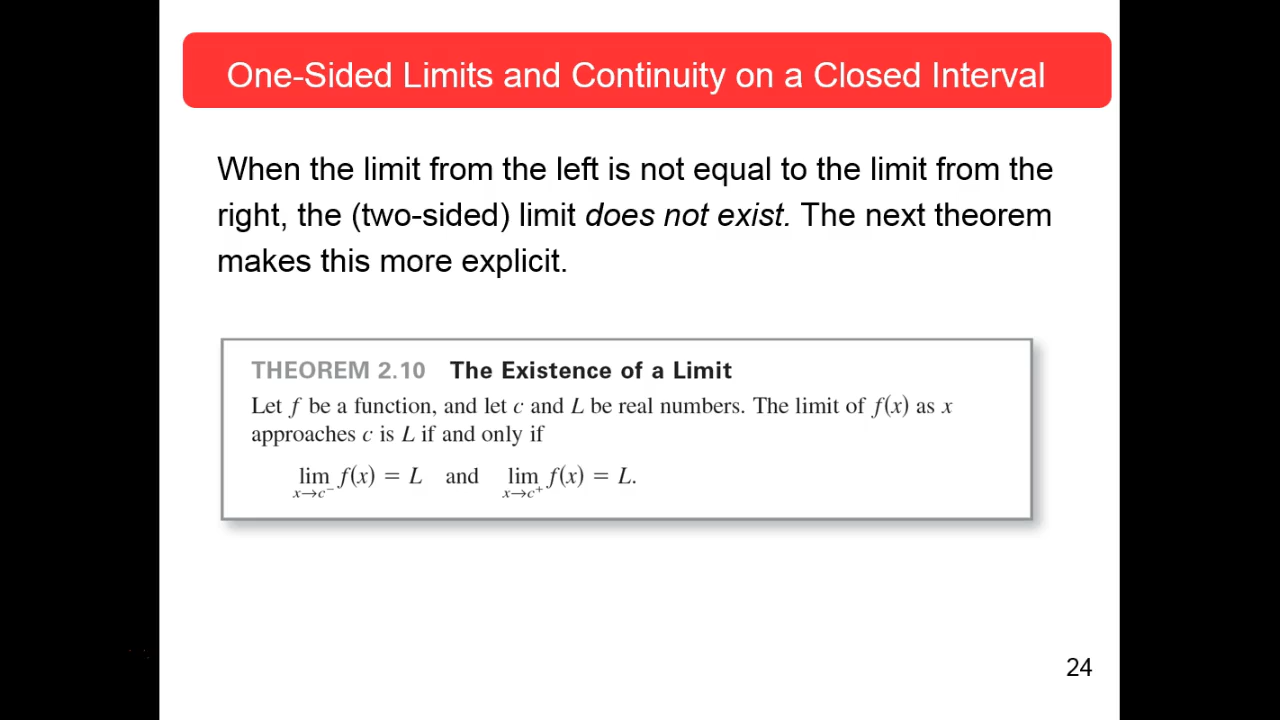 One-Sided Limits and Continuity on a Closed Interval
When the limit from the left is not equal to the limit from the
right, the (two-sided) limit does not exist. The next theorem
makes this more explicit.
THEOREM 2.10 The Existence of a Limit
Let f be a function, and let c and L be real numbers. The limit of f(x) as x
approaches c is L if and only if
lim f(x) = L and lim f(x) = L.
x→c⁻ x→c⁺
24